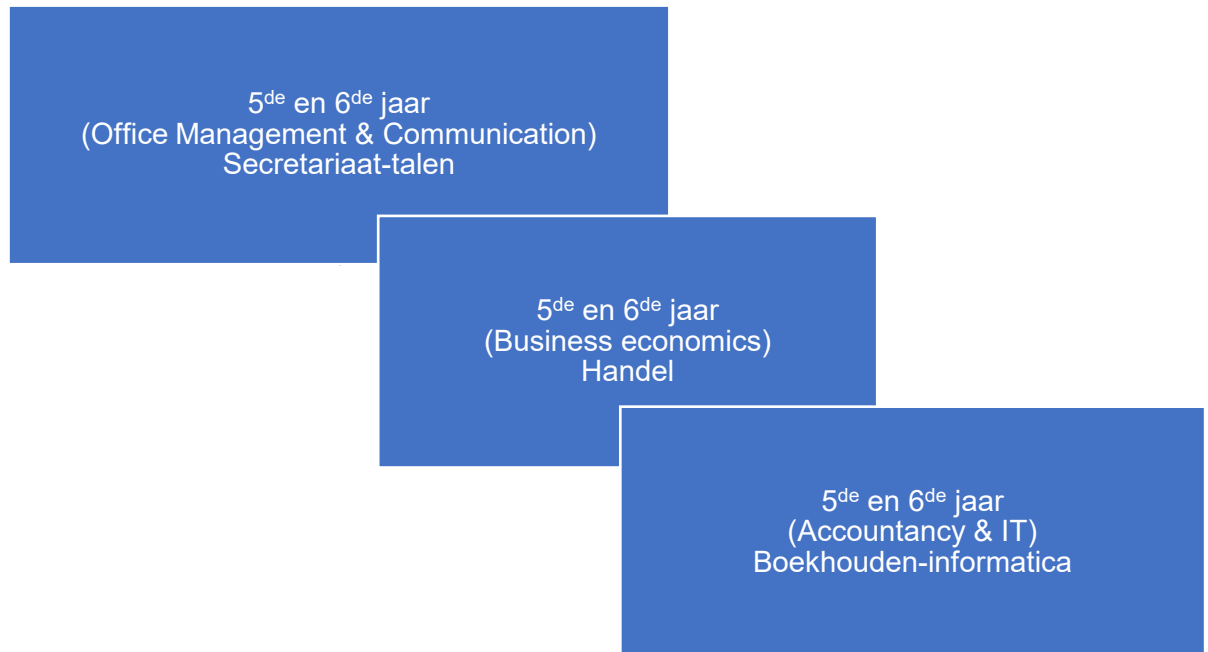 5de en 6de jaar
(Office Management & Communication)
Secretariaat-talen
5de en 6de jaar
(Business economics)
Handel
5de en 6de jaar
(Accountancy & IT)
Boekhouden-informatica